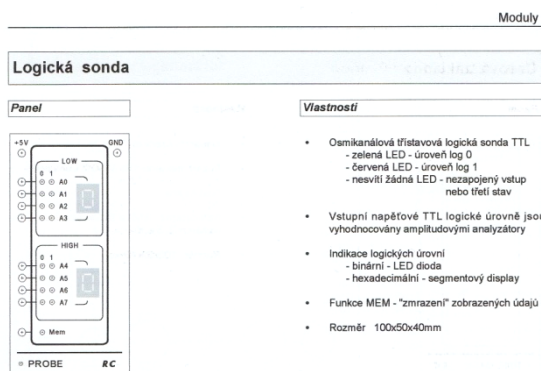 Moduly
Logická sonda
Panel
Vlastnosti
+5V
GND
LOW
0 1
A0
A1
A2
A3
HIGH
0 1
A4
A5
A6
A7
Mem
PROBE RC
• Osmikanálová třístavová logická sonda TTL
- zelená LED - úroveň log 0
- červená LED - úroveň log 1
- nesvítí žádná LED - nezapojený vstup
nebo třetí stav
• Vstupní napěťové TTL logické úrovně jsou
vyhodnocovány amplitudovými analyzátory
• Indikace logických úrovní
- binární - LED dioda
- hexadecimální - segmentový display
• Funkce MEM - "zmrazení" zobrazených údajů
• Rozměr 100x50x40mm